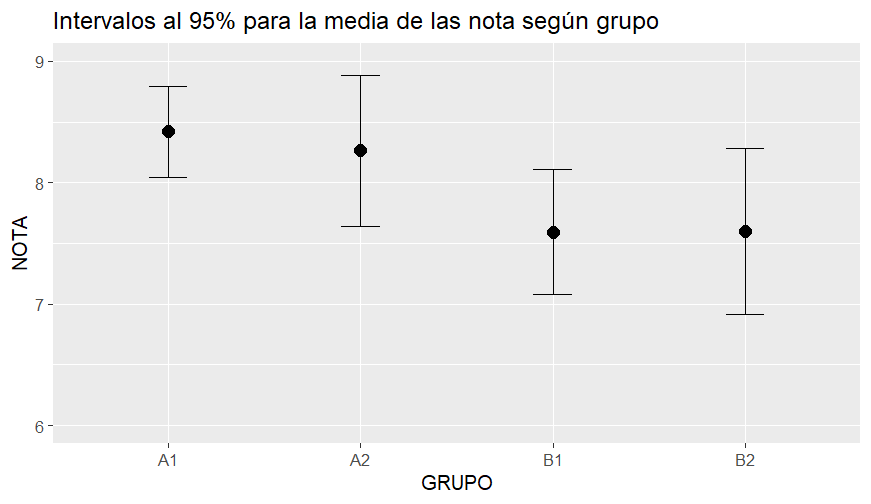 Intervalos al 95% para la media de las nota según grupo
9
8
7
6
NOTA
A1 A2 B1 B2
GRUPO